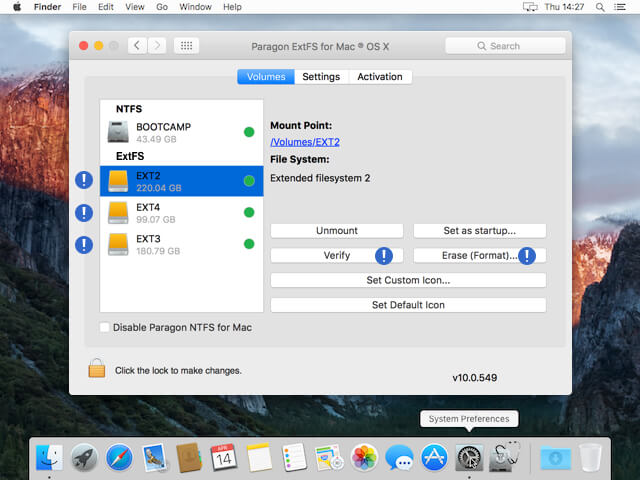 Finder File Edit View Go Window Help Thu 14:27
Paragon ExtFS for Mac ® OS X
Search
Volumes Settings Activation
NTFS
BOOTCAMP
43.49 GB
ExtFS
EXT2
220.04 GB
EXT4
99.07 GB
EXT3
180.79 GB
Mount Point:
/Volumes/EXT2
File System:
Extended filesystem 2
Unmount
Set as startup...
Verify
Erase (Format)...
Set Custom Icon...
Set Default Icon
Disable Paragon NTFS for Mac
Click the lock to make changes.
v10.0.549
System Preferences
APR
14